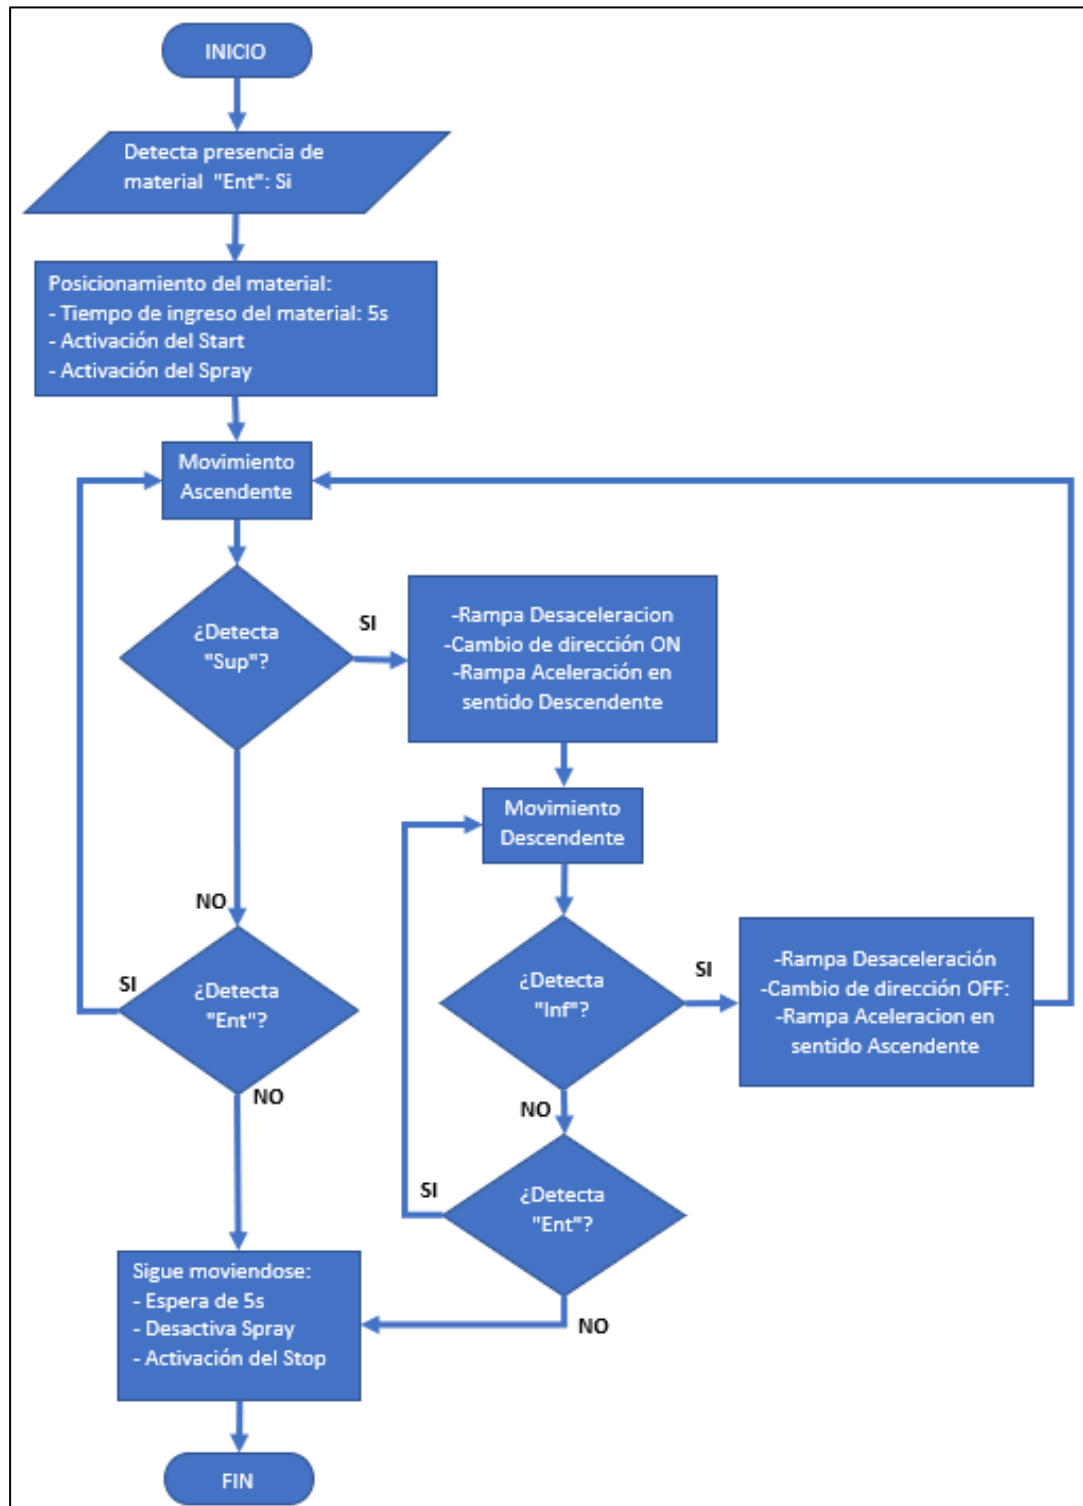 INICIO
Detecta presencia de
material "Ent": Si
Posicionamiento del material:
- Tiempo de ingreso del material: 5s
- Activación del Start
- Activación del Spray
Movimiento
Ascendente
¿Detecta
"Sup"?
SI
-Rampa Desaceleracion
-Cambio de dirección ON
-Rampa Aceleración en
sentido Descendente
Movimiento
Descendente
NO
¿Detecta
"Ent"?
SI
NO
¿Detecta
"Inf"?
SI
-Rampa Desaceleración
-Cambio de dirección OFF:
-Rampa Aceleracion en
sentido Ascendente
NO
¿Detecta
"Ent"?
SI
NO
Sigue moviendose:
- Espera de 5s
- Desactiva Spray
- Activación del Stop
FIN